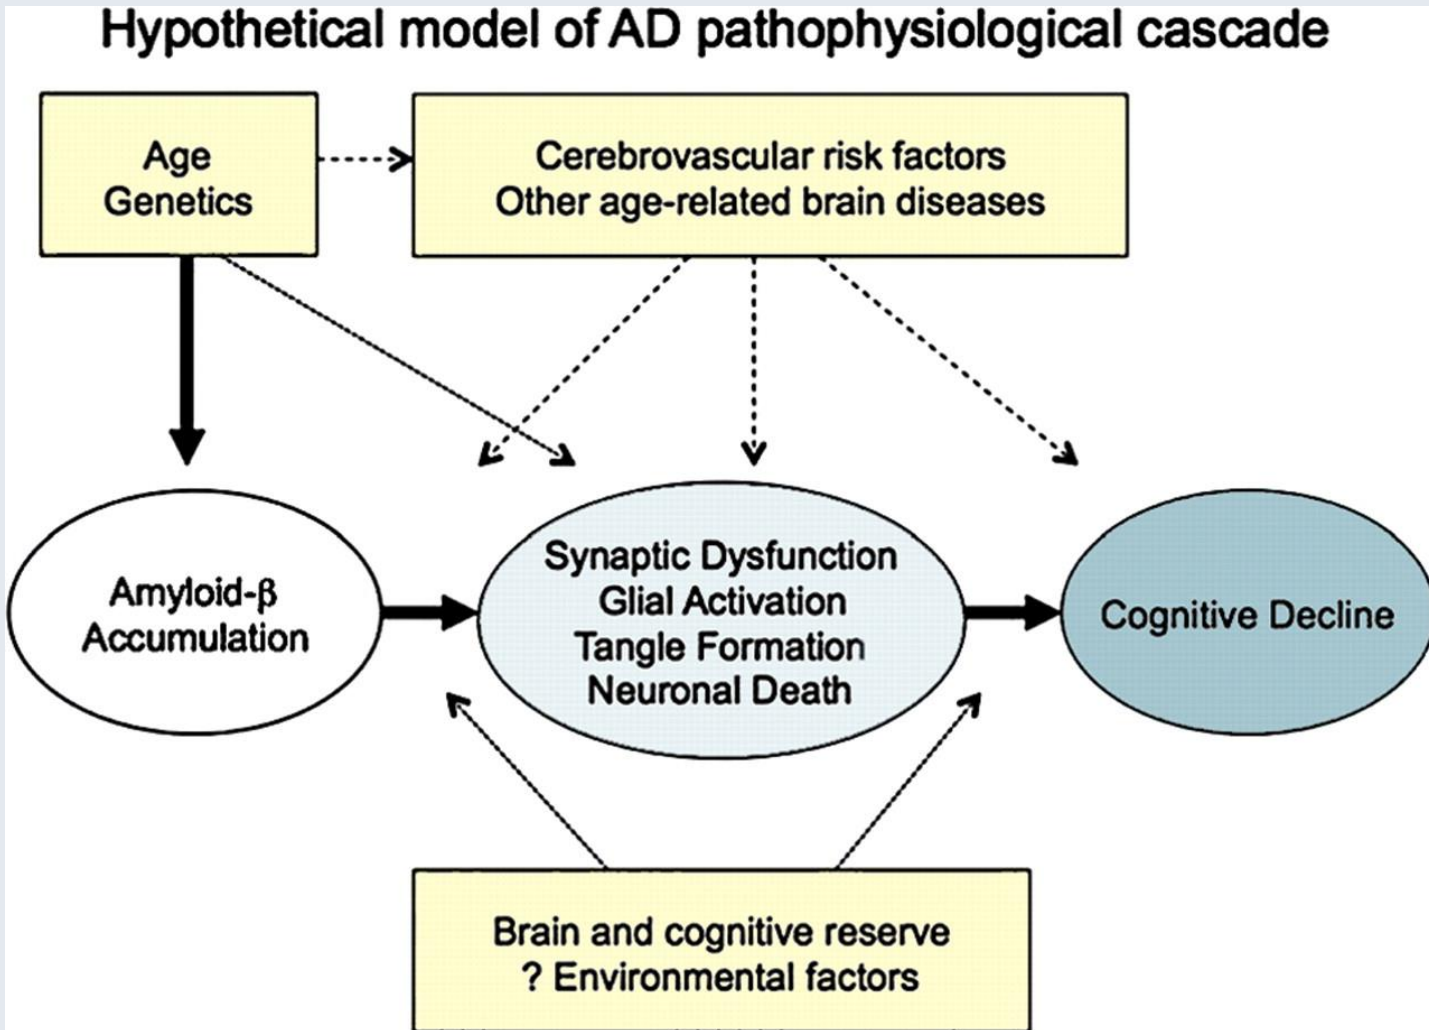 Hypothetical model of AD pathophysiological cascade
Age
Genetics
Cerebrovascular risk factors
Other age-related brain diseases
Amyloid-β
Accumulation
Synaptic Dysfunction
Glial Activation
Tangle Formation
Neuronal Death
Cognitive Decline
Brain and cognitive reserve
? Environmental factors